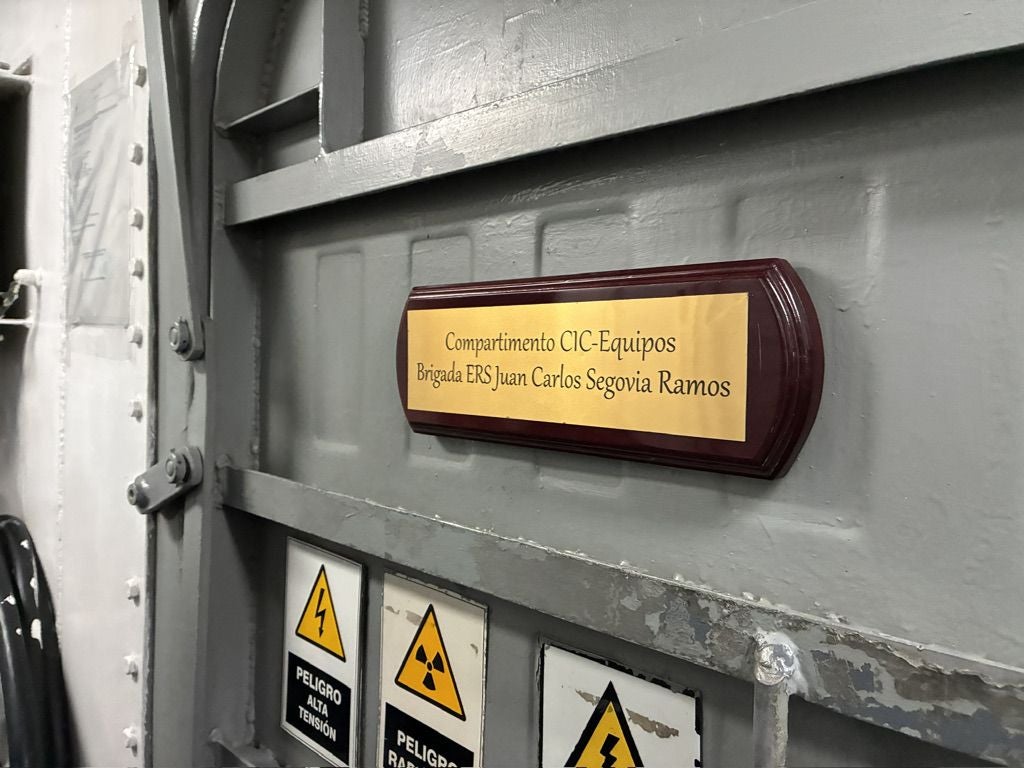 Compartimento CIC-Equipos
Brigada ERS Juan Carlos Segovia Ramos
PELIGRO
ALTA
TENSIÓN
PELIGRO